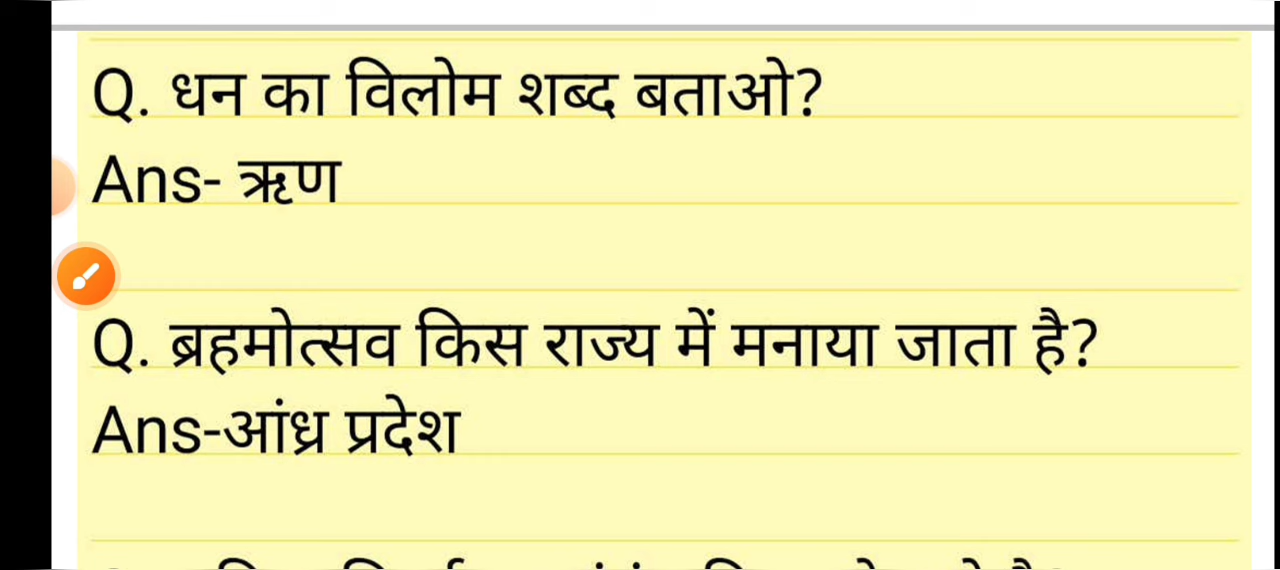 Q. धन का विलोम शब्द बताओ?
Ans- ऋण
Q. ब्रहमोत्सव किस राज्य में मनाया जाता है?
Ans-आंध्र प्रदेश